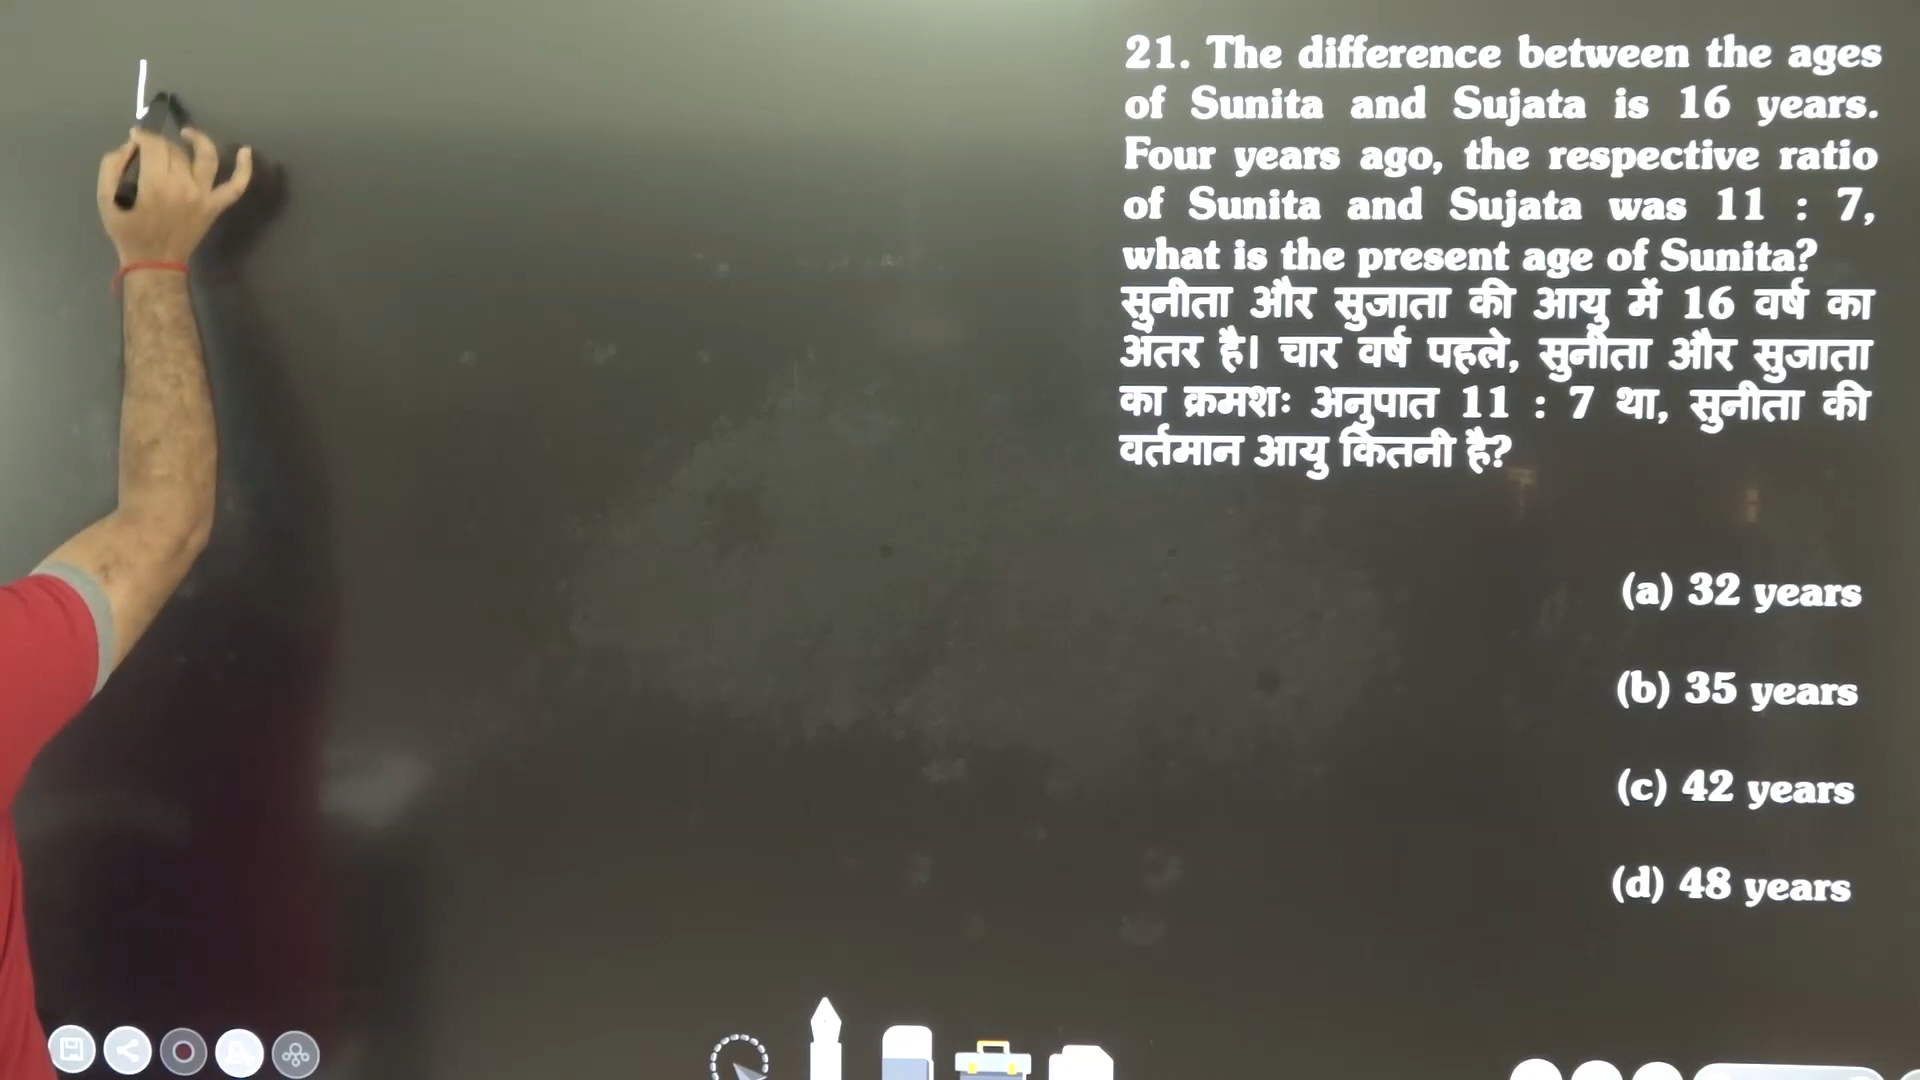 21. The difference between the ages
of Sunita and Sujata is 16 years.
Four years ago, the respective ratio
of Sunita and Sujata was 11 : 7,
what is the present age of Sunita?
सुनीता और सुजाता की आयु में 16 वर्ष का
अंतर है। चार वर्ष पहले, सुनीता और सुजाता
का क्रमशः अनुपात 11 : 7 था, सुनीता की
वर्तमान आयु कितनी है?
(a) 32 years
(b) 35 years
(c) 42 years
(d) 48 years